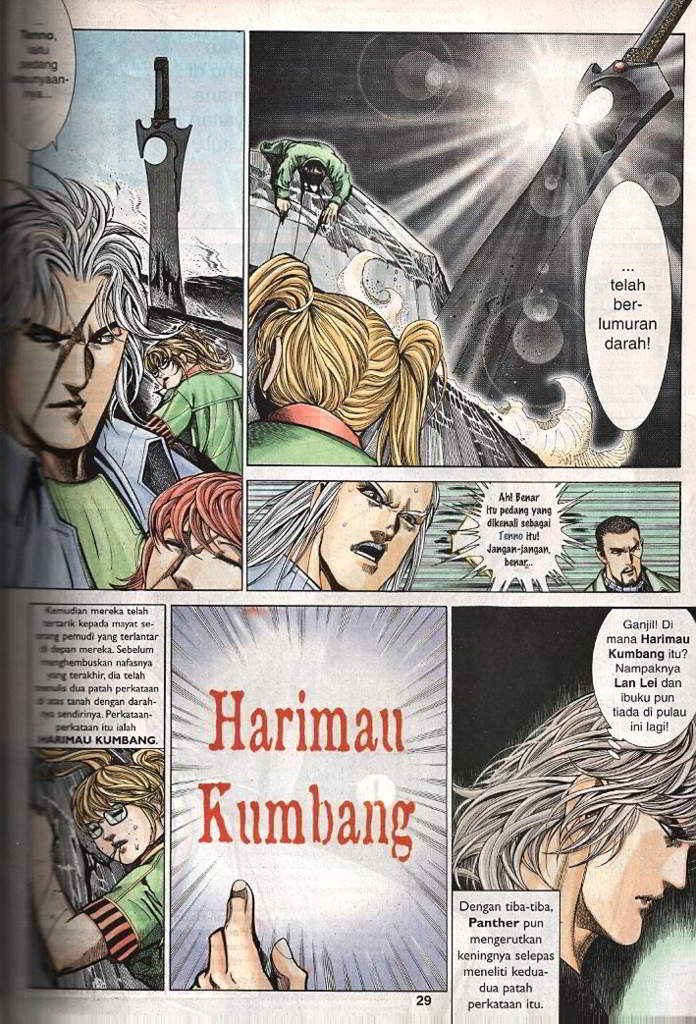 Tenno,
iaitu
pedang
kepunyaan-
nya...
...
telah
ber-
lumuran
darah!
Ah! Benar
itu pedang yang
dikenali sebagai
Tenno itu!
Jangan-jangan,
benar...
Kemudian mereka telah
tertarik kepada mayat se-
orang pemudi yang terlantar
di depan mereka. Sebelum
menghembuskan nafasnya
yang terakhir, dia telah
menulis dua patah perkataan
di atas tanah dengan darah-
nya sendirinya. Perkataan-
perkataan itu ialah
HARIMAU KUMBANG.
Harimau
Kumbang
Ganjil! Di
mana Harimau
Kumbang itu?
Nampaknya
Lan Lei dan
ibuku pun
tiada di pulau
ini lagi!
Dengan tiba-tiba,
Panther pun
mengerutkan
keningnya selepas
meneliti kedua-
dua patah
perkataan itu.
29